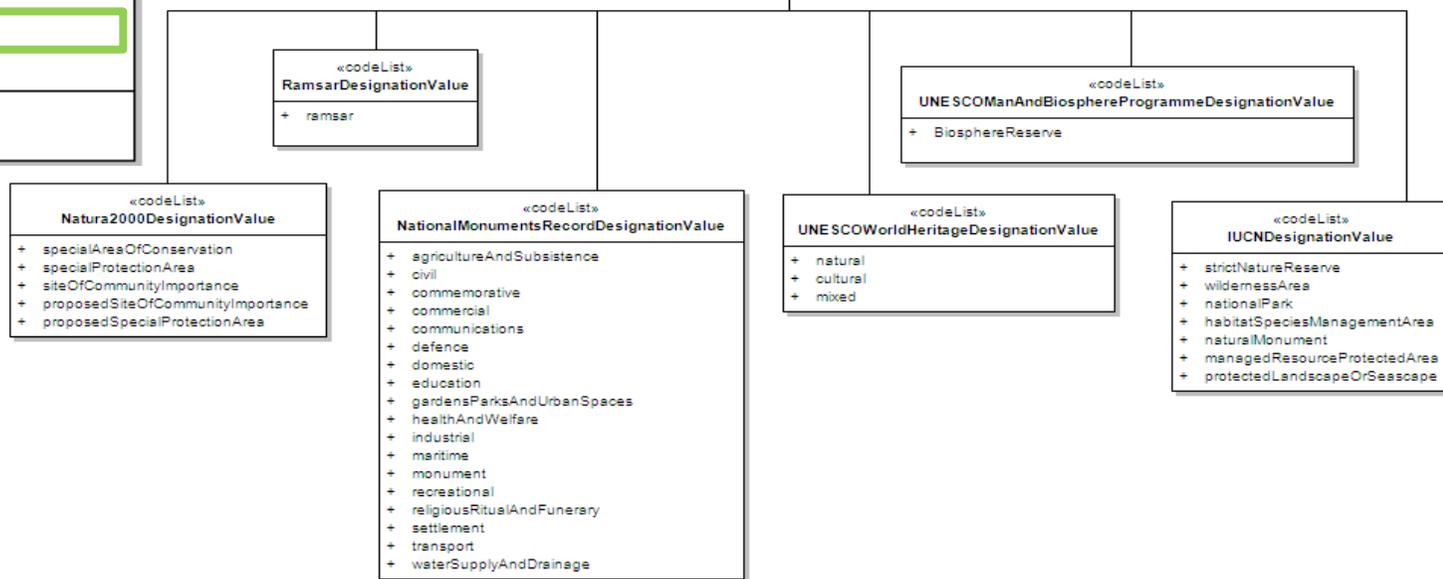 «codeList»
RamsarDesignationValue
+ ramsar
«codeList»
UNESCOManAndBiosphereProgrammeDesignationValue
+ BiosphereReserve
«codeList»
Natura2000DesignationValue
+ specialAreaOfConservation
+ specialProtectionArea
+ siteOfCommunityImportance
+ proposedSiteOfCommunityImportance
+ proposedSpecialProtectionArea
«codeList»
NationalMonumentsRecordDesignationValue
+ agricultureAndSubsistence
+ civil
+ commemorative
+ commercial
+ communications
+ defence
+ domestic
+ education
+ gardensParksAndUrbanSpaces
+ healthAndWelfare
+ industrial
+ maritime
+ monument
+ recreational
+ religiousRitualAndFunerary
+ settlement
+ transport
+ waterSupplyAndDrainage
«codeList»
UNESCOWorldHeritageDesignationValue
+ natural
+ cultural
+ mixed
«codeList»
IUCNDesignationValue
+ strictNatureReserve
+ wildernessArea
+ nationalPark
+ habitatSpeciesManagementArea
+ naturalMonument
+ managedResourceProtectedArea
+ protectedLandscapeOrSeascape